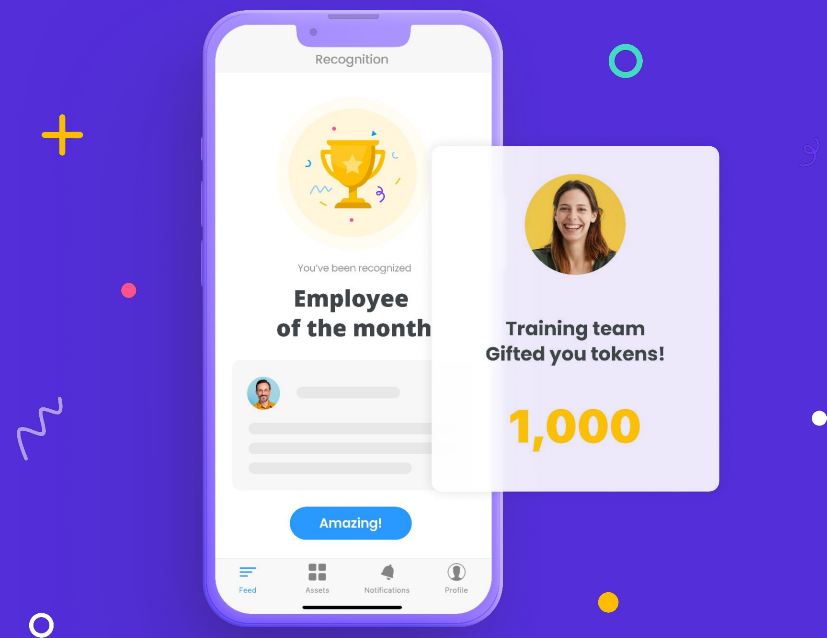 Recognition
You've been recognized
Employee
of the month
Training team
Gifted you tokens!
1,000
Amazing!
Feed
Assets
Notifications
Profile